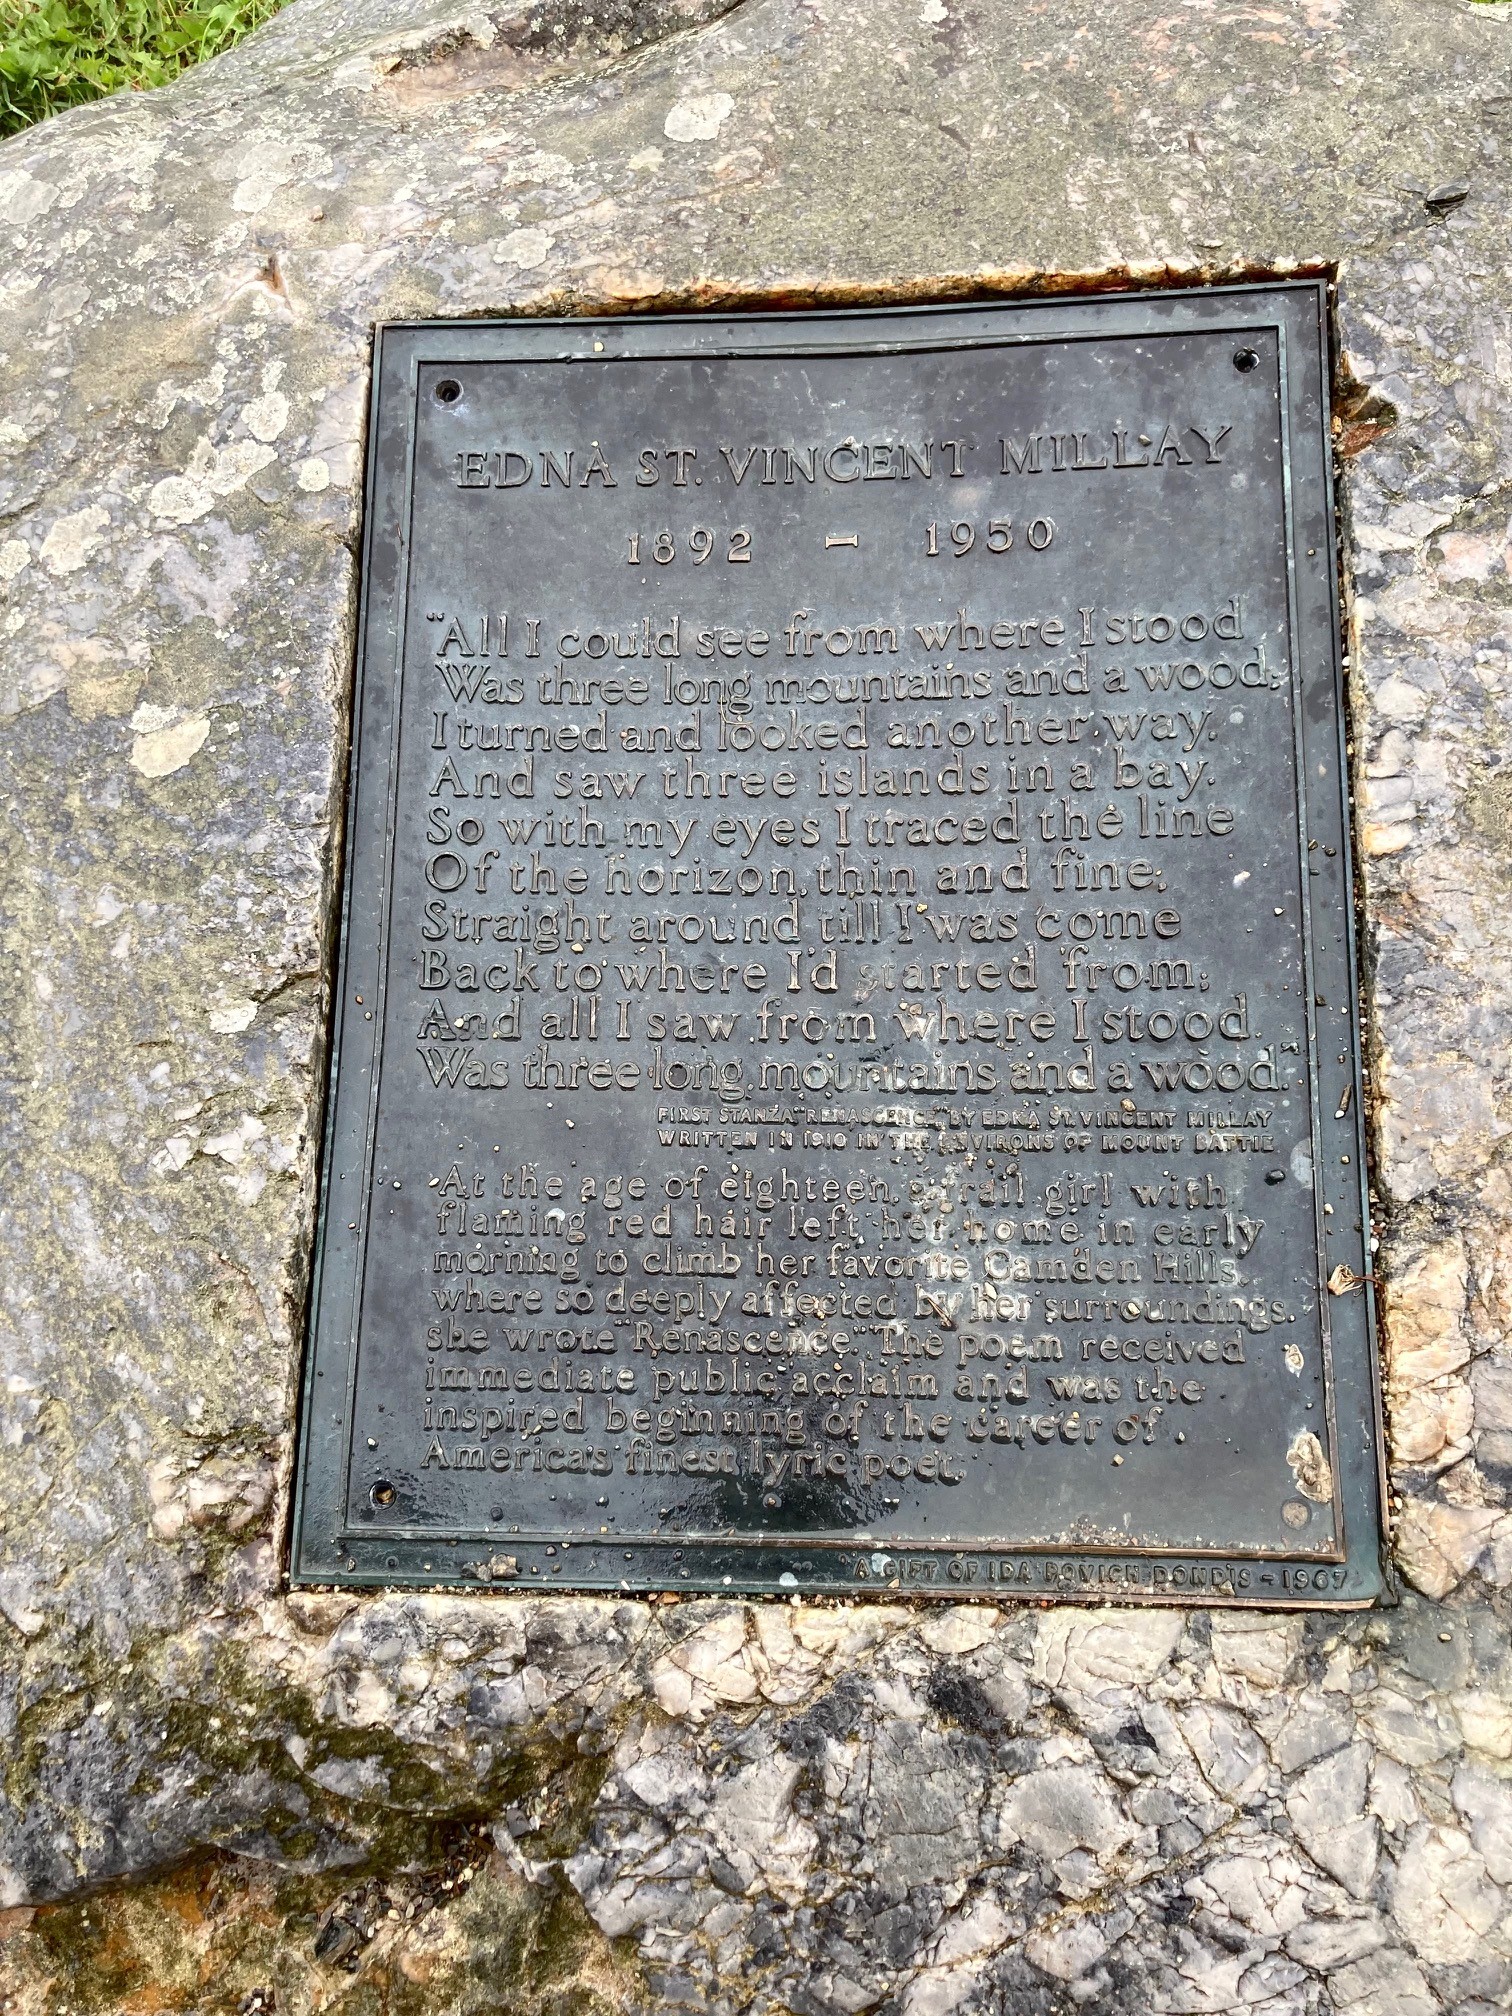 EDNA ST. VINCENT MILLAY
1892 - 1950
"All I could see from where I stood
Was three long mountains and a wood;
I turned and looked another way.
And saw three islands in a bay.
So with my eyes I traced the line
Of the horizon, thin and fine;
Straight around till I was come
Back to where I'd started from;
And all I saw from where I stood
Was three long mountains and a wood.
FIRST STANZA "RENASCENCE" BY EDNA ST. VINCENT MILLAY
WRITTEN IN 1910 IN THE ENVIRONS OF MOUNT BATTIE
At the age of eighteen, a frail girl with
flaming red hair left her home in early
morning to climb her favorite Camden Hills,
where so deeply affected by her surroundings,
she wrote "Renascence." The poem received
immediate public acclaim and was the
inspired beginning of the career of
America's finest lyric poet.
A GIFT OF IDA POVICH DONDIS - 1967